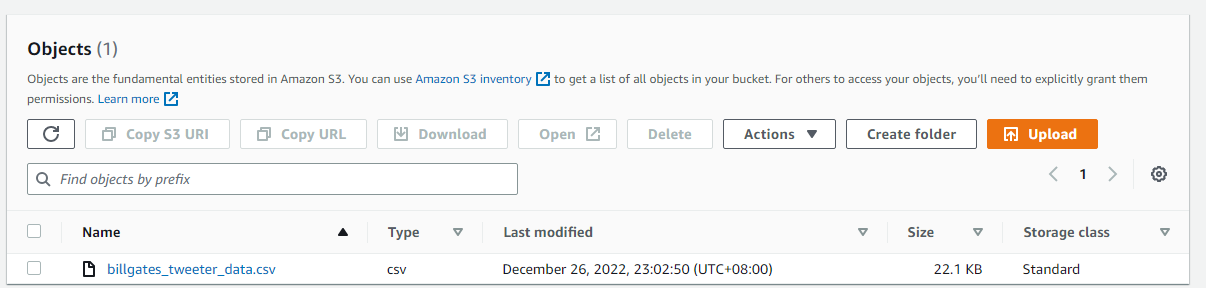 Objects (1)
Objects are the fundamental entities stored in Amazon S3. You can use Amazon S3 inventory to get a list of all objects in your bucket. For others to access your objects, you'll need to explicitly grant them
permissions. Learn more
Copy S3 URI Copy URL Download Open Delete Actions Create folder Upload
Find objects by prefix 1
Name Type Last modified Size Storage class
billgates_tweeter_data.csv csv December 26, 2022, 23:02:50 (UTC+08:00) 22.1 KB Standard